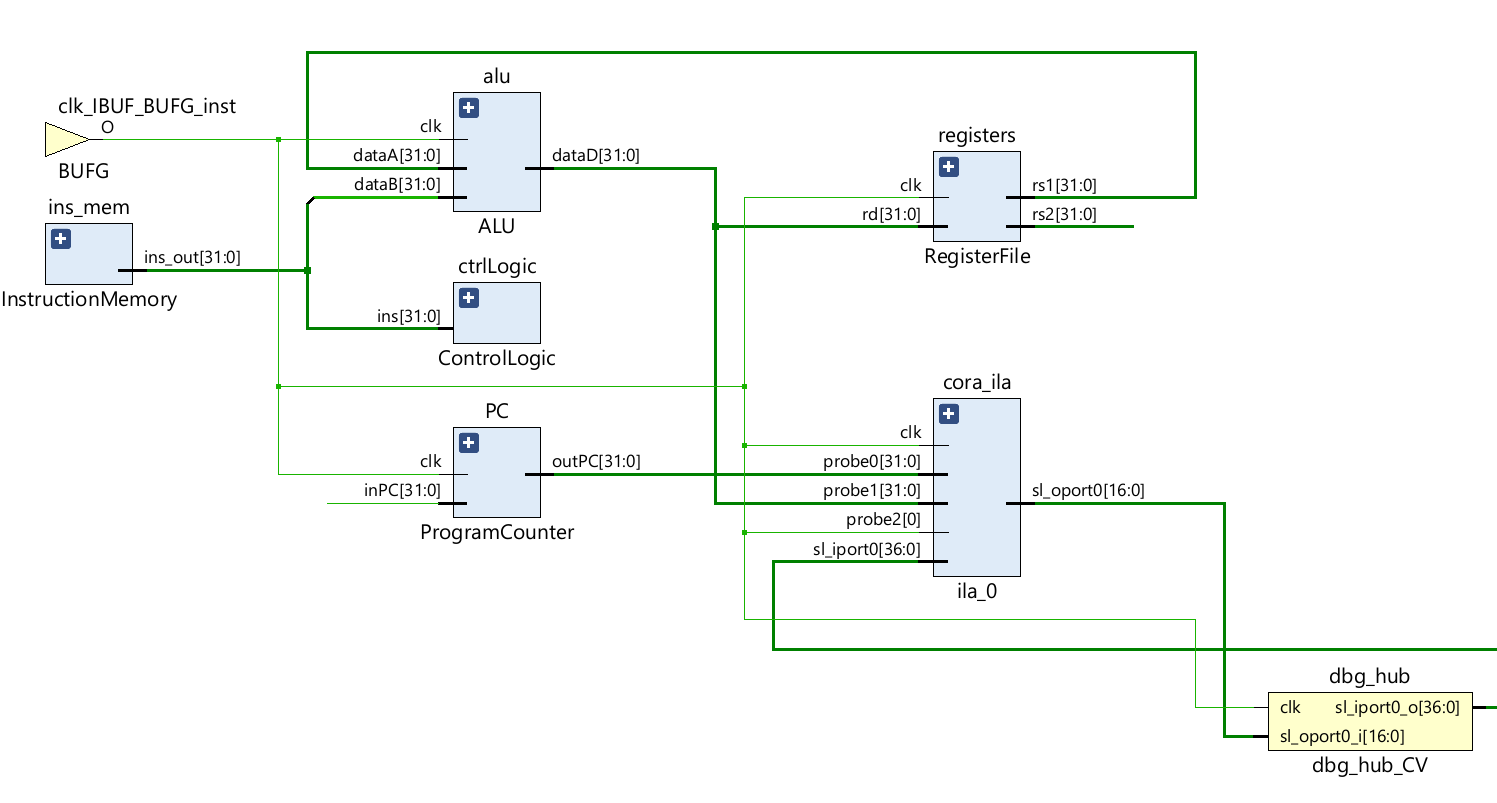 alu
clk_IBUF_BUFG_inst
O
BUFG
clk
dataA[31:0]
dataB[31:0]
dataD[31:0]
ALU
ins_mem
ins_out[31:0]
InstructionMemory
ctrlLogic
ins[31:0]
ControlLogic
registers
clk
rd[31:0]
rs1[31:0]
rs2[31:0]
RegisterFile
PC
clk
inPC[31:0]
outPC[31:0]
ProgramCounter
cora_ila
clk
probe0[31:0]
probe1[31:0]
probe2[0]
sl_iport0[36:0]
sl_oport0[16:0]
ila_0
dbg_hub
clk sl_iport0_o[36:0]
sl_oport0_i[16:0]
dbg_hub_CV